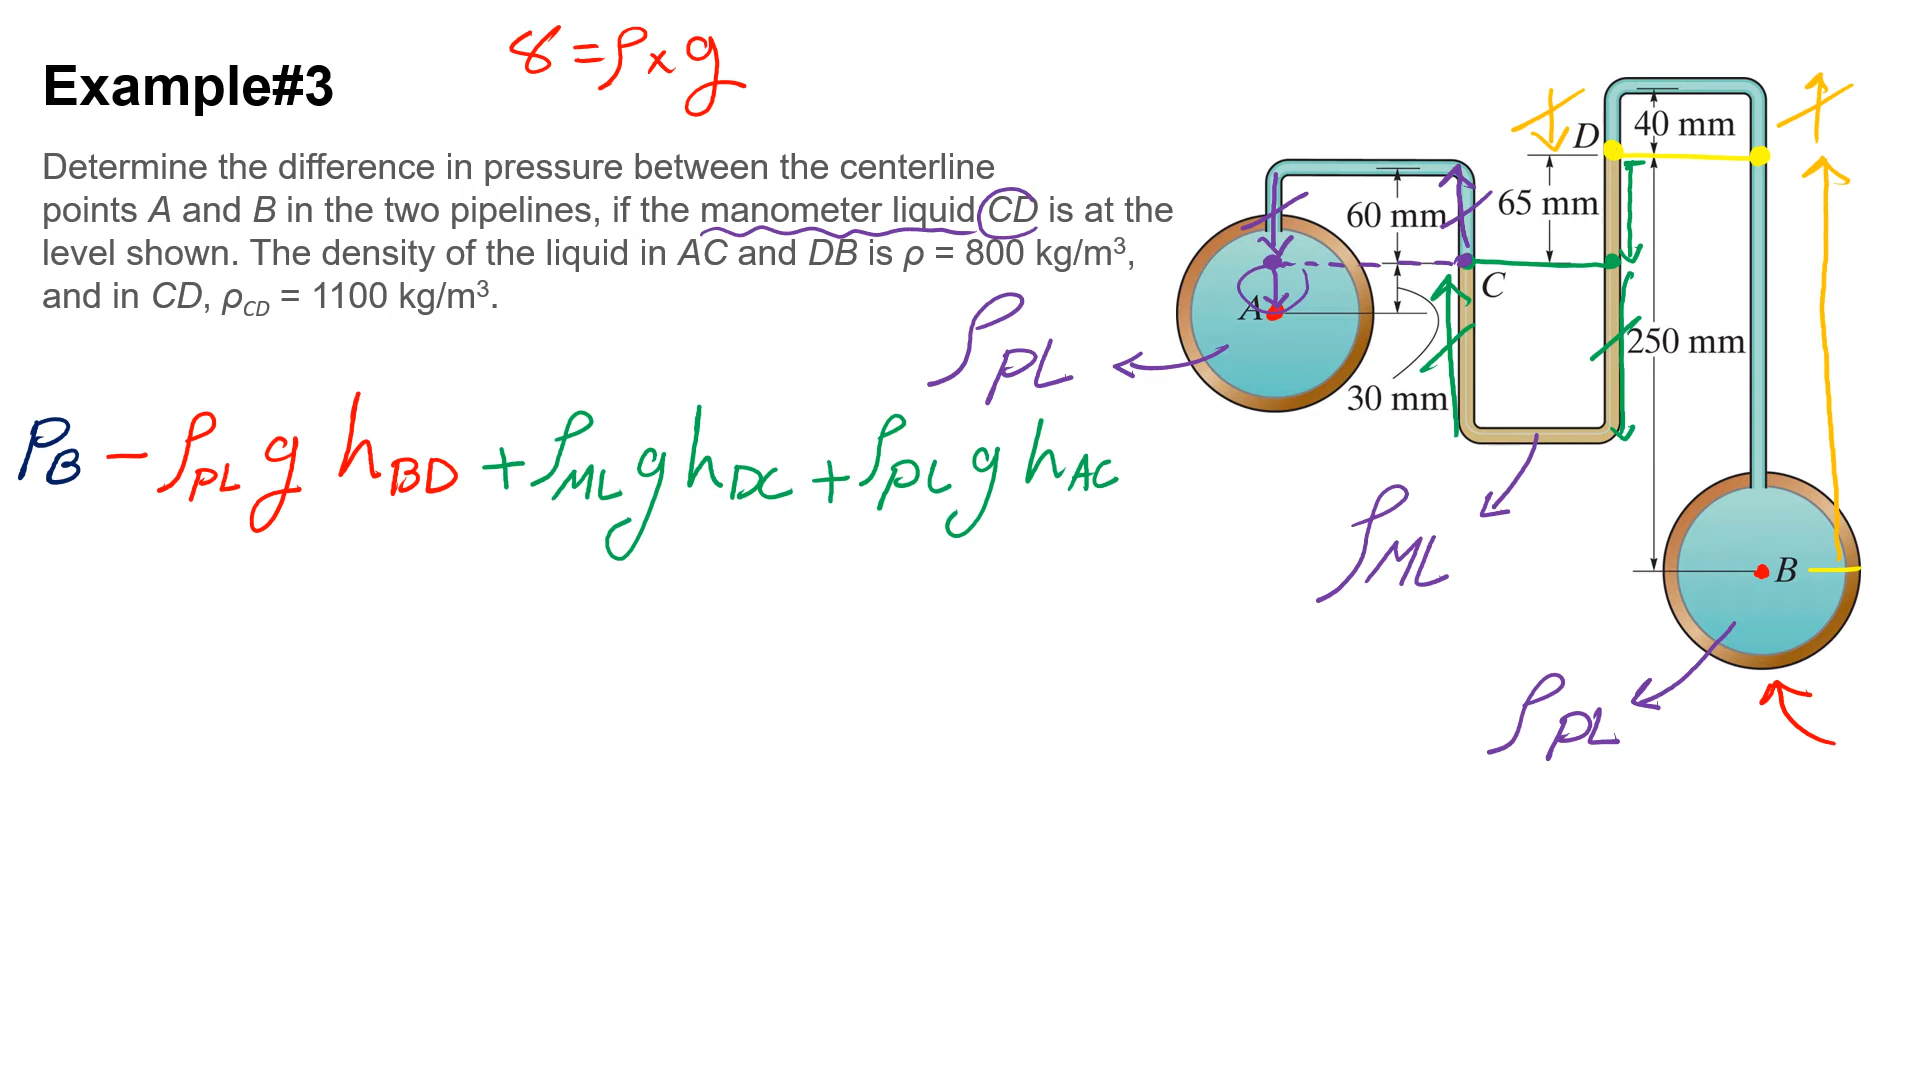 γ = ρ x g
Example#3
Determine the difference in pressure between the centerline
points A and B in the two pipelines, if the manometer liquid CD is at the
level shown. The density of the liquid in AC and DB is ρ = 800 kg/m³,
and in CD, ρCD = 1100 kg/m³.
D
40 mm
60 mm
65 mm
C
A
250 mm
30 mm
B
ρPL
ρML
ρPL
PB - ρPL g hBD + ρML g hDC + ρPL g hAC